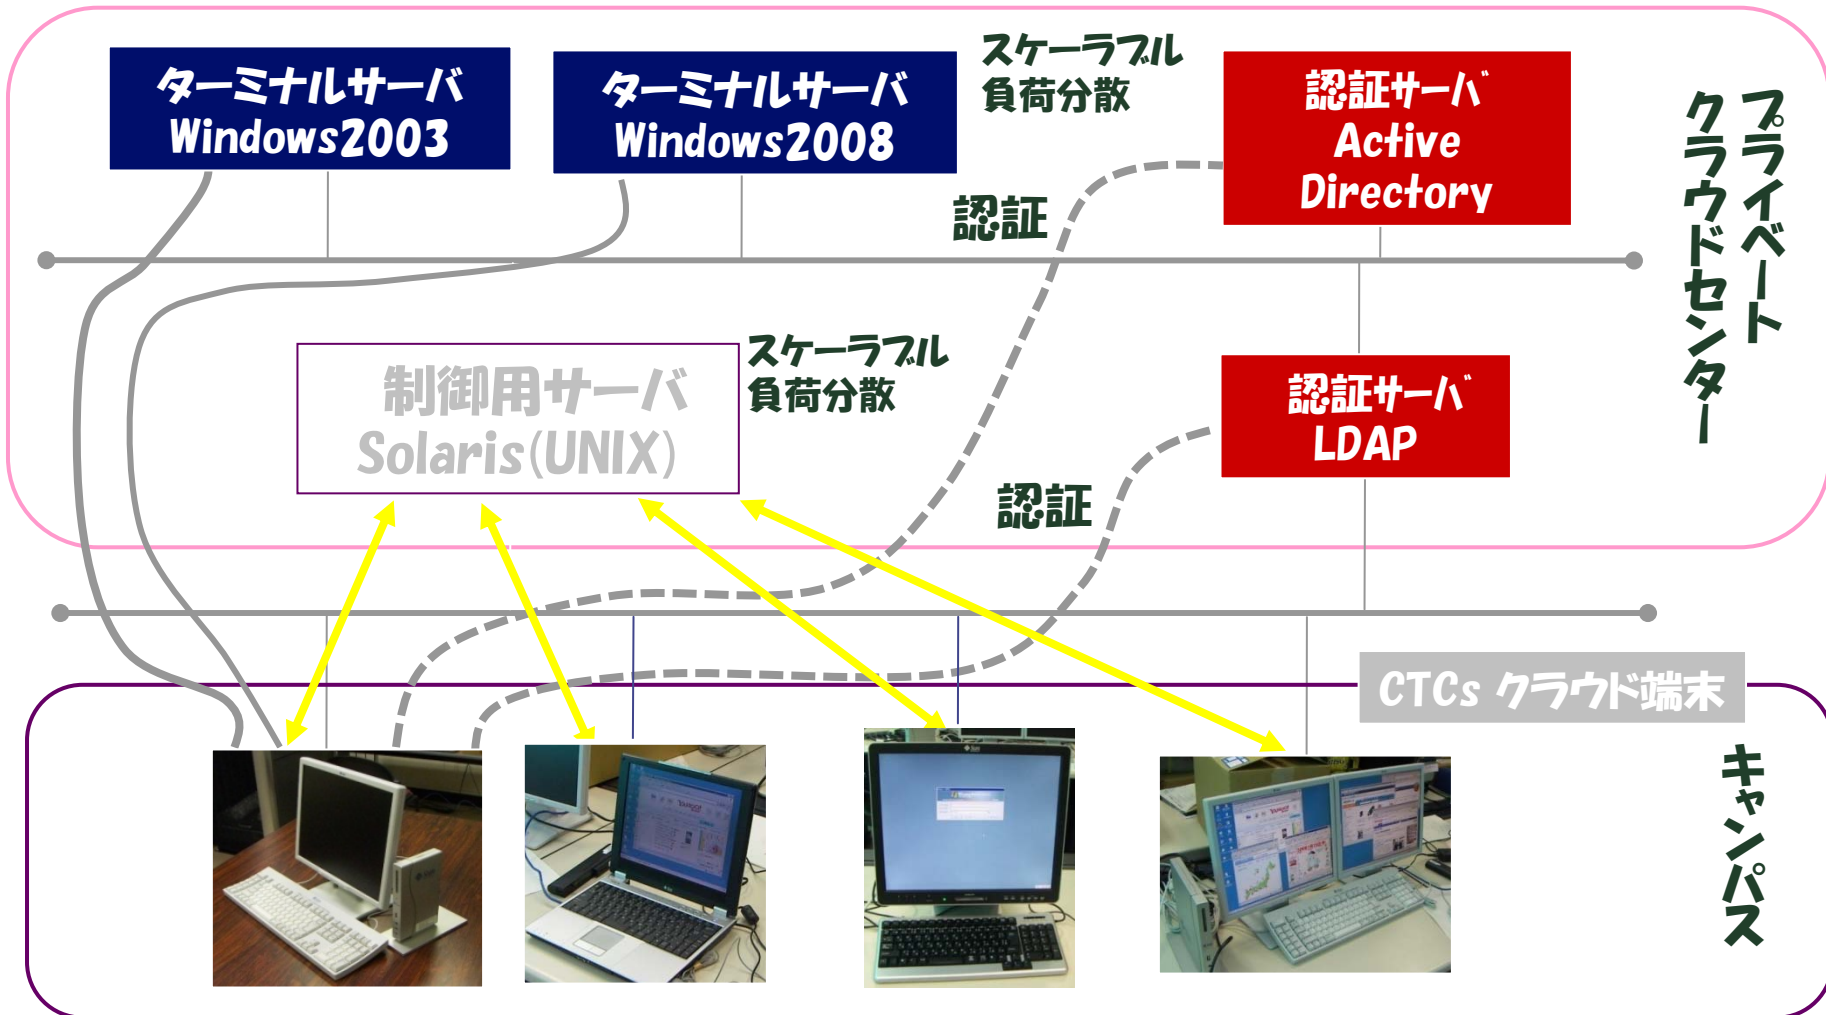 ターミナルサーバ
Windows2003
ターミナルサーバ
Windows2008
スケーラブル
負荷分散
認証サーバ
Active
Directory
プライベート
クラウドセンター
認証
制御用サーバ
Solaris(UNIX)
スケーラブル
負荷分散
認証サーバ
LDAP
認証
CTCs クラウド端末
キャンパス